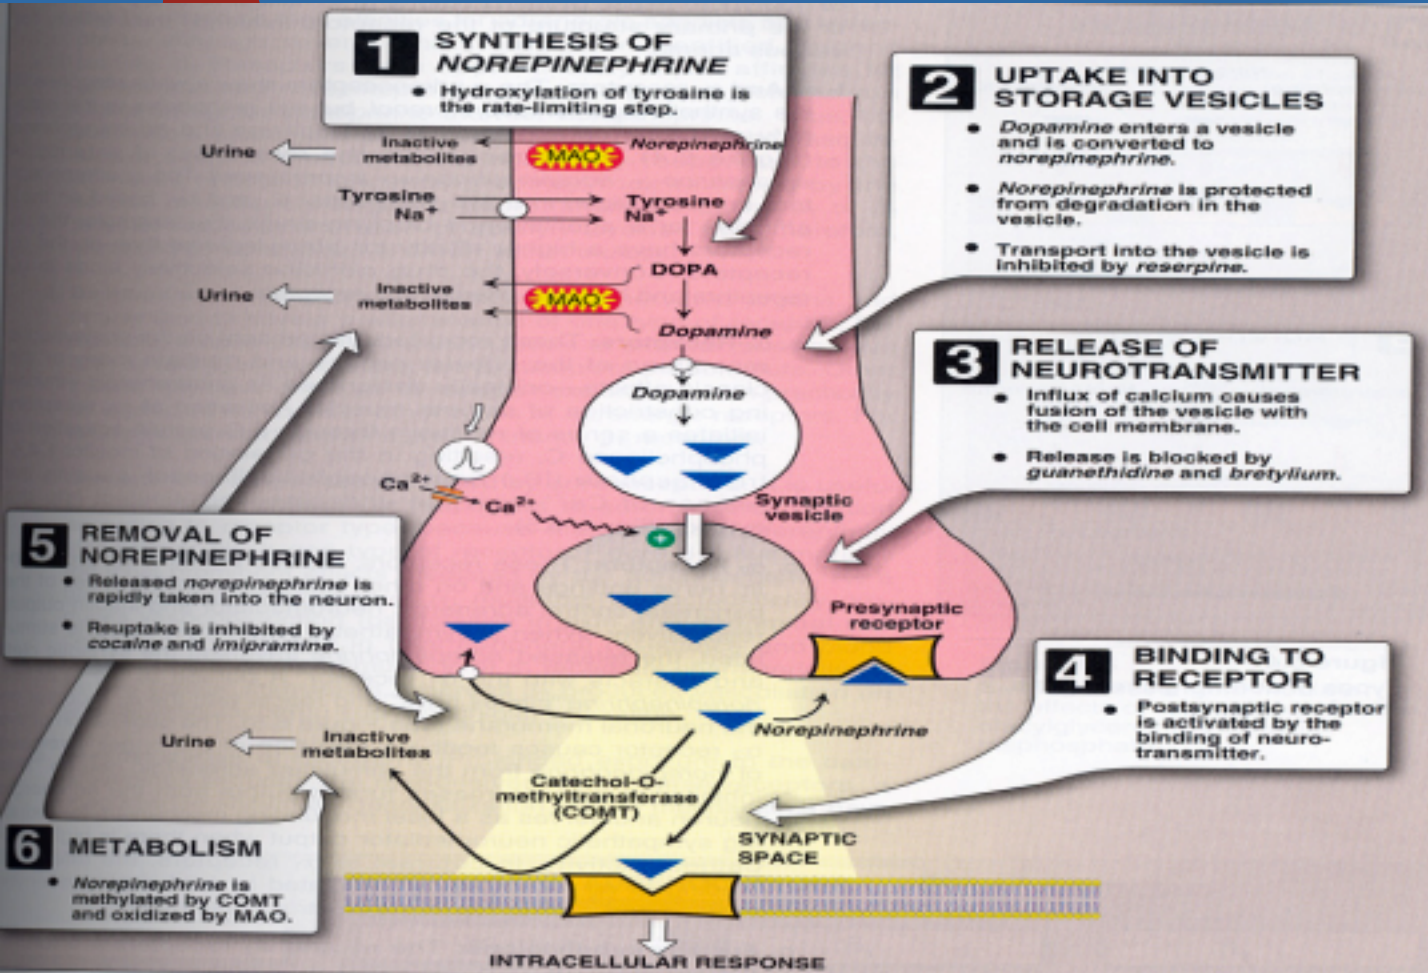 1 SYNTHESIS OF
NOREPINEPHRINE
• Hydroxylation of tyrosine is
the rate-limiting step.
2 UPTAKE INTO
STORAGE VESICLES
• Dopamine enters a vesicle
and is converted to
norepinephrine.
• Norepinephrine is protected
from degradation in the
vesicle.
• Transport into the vesicle is
inhibited by reserpine.
Urine
Inactive
metabolites
MAO
Norepinephrine
Tyrosine
Na+
Tyrosine
Na+
DOPA
Urine
Inactive
metabolites
MAO
Dopamine
Dopamine
3 RELEASE OF
NEUROTRANSMITTER
• Influx of calcium causes
fusion of the vesicle with
the cell membrane.
• Release is blocked by
guanethidine and bretylium.
Ca2+
Ca2+
Synaptic
vesicle
+
5 REMOVAL OF
NOREPINEPHRINE
• Released norepinephrine is
rapidly taken into the neuron.
• Reuptake is inhibited by
cocaine and imipramine.
Presynaptic
receptor
4 BINDING TO
RECEPTOR
• Postsynaptic receptor
is activated by the
binding of neuro-
transmitter.
Norepinephrine
Urine
Inactive
metabolites
Catechol-O-
methyltransferase
(COMT)
SYNAPTIC
SPACE
6 METABOLISM
• Norepinephrine is
methylated by COMT
and oxidized by MAO.
INTRACELLULAR RESPONSE